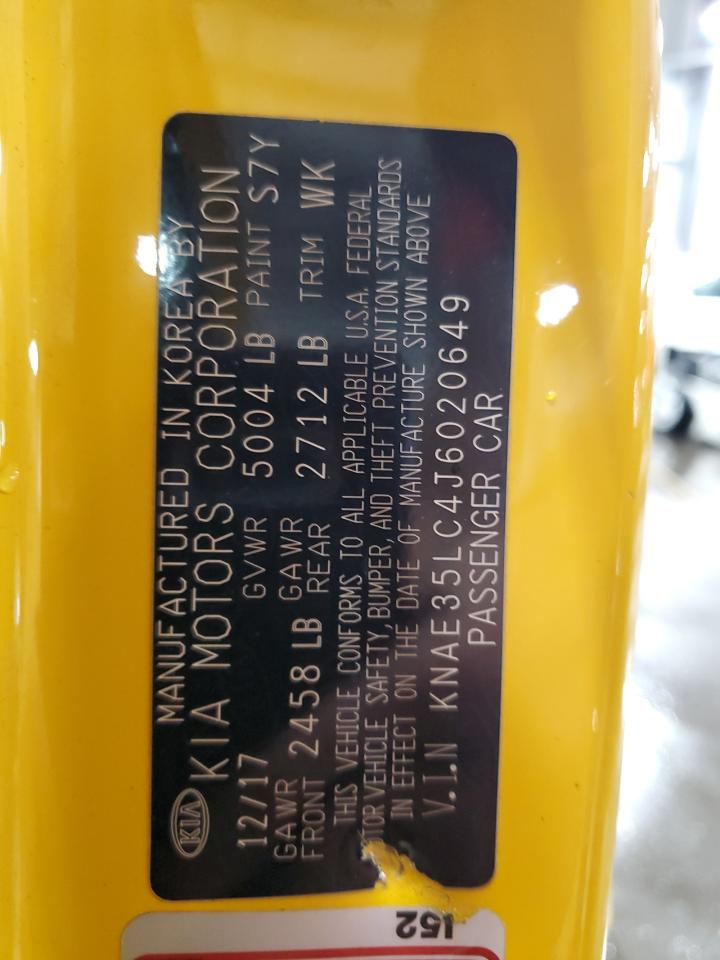 MANUFACTURED IN KOREA BY
KIA KIA MOTORS CORPORATION
12/17 GVWR 5004 LB PAINT S7Y
GAWR FRONT 2458 LB GAWR REAR 2712 LB TRIM WK
THIS VEHICLE CONFORMS TO ALL APPLICABLE U.S.A. FEDERAL
VEHICLE SAFETY, BUMPER, AND THEFT PREVENTION STANDARDS
IN EFFECT ON THE DATE OF MANUFACTURE SHOWN ABOVE
V.I.N KNAE35LC4J6020649
PASSENGER CAR
J52